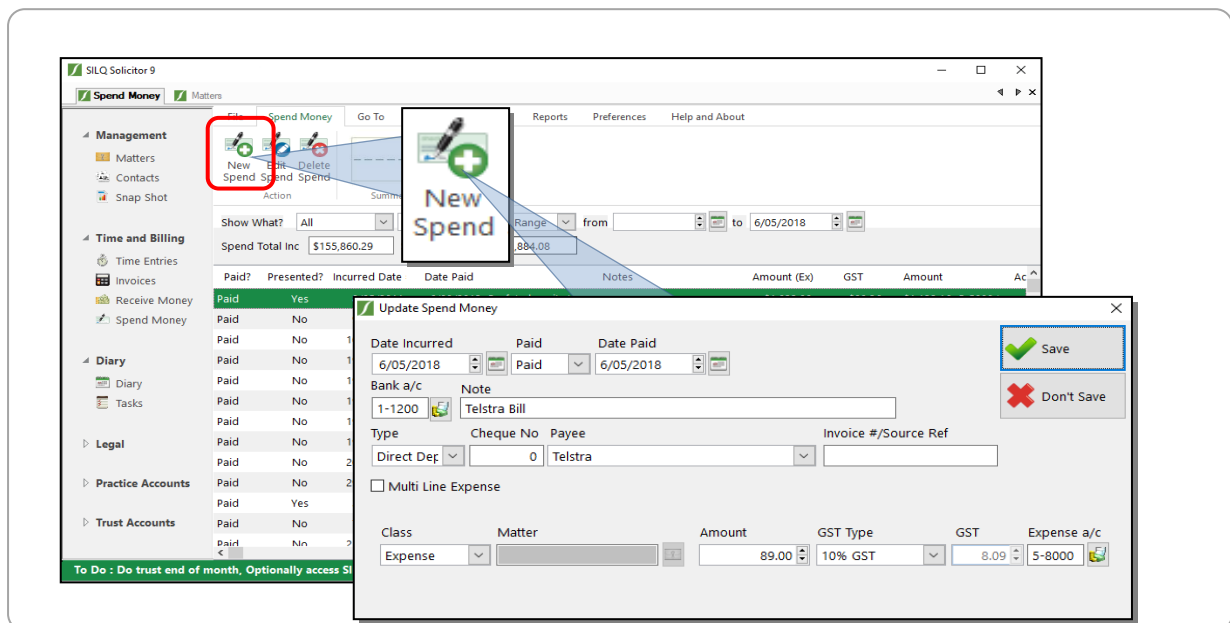 SILQ Solicitor 9
Spend Money Matters
File Spend Money Go To Reports Preferences Help and About
Management
Matters
Contacts
Snap Shot
Time and Billing
Time Entries
Invoices
Receive Money
Spend Money
Diary
Diary
Tasks
Legal
Practice Accounts
Trust Accounts
New Spend
Edit Spend
Delete Spend
Action
New
Spend
Show What? All Range from to 6/05/2018
Spend Total Inc $155,860.29 ,884.08
Paid? Presented? Incurred Date Date Paid Notes Amount (Ex) GST Amount
Paid Yes
Paid No
Paid No
Paid No
Paid No
Paid No
Paid No
Paid No
Paid No
Paid No
Paid Yes
Paid No
Paid No
To Do : Do trust end of month, Optionally access
Update Spend Money
Save
Don't Save
Date Incurred Paid Date Paid
6/05/2018 Paid 6/05/2018
Bank a/c Note
1-1200 Telstra Bill
Type Cheque No Payee Invoice #/Source Ref
Direct Dep 0 Telstra
Multi Line Expense
Class Matter Amount GST Type GST Expense a/c
Expense 89.00 10% GST 8.09 5-8000